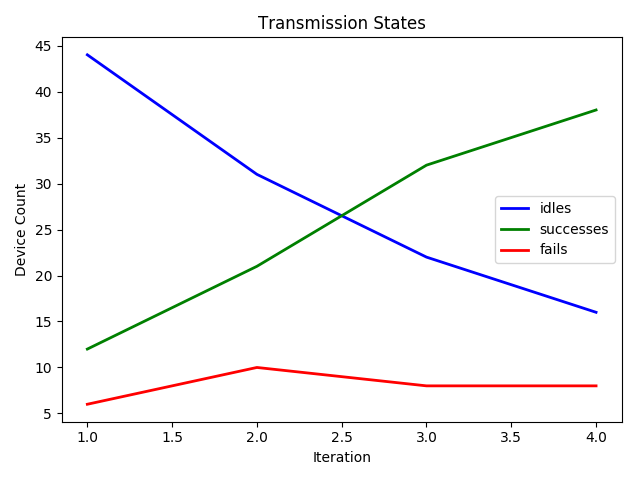 Transmission States
45
40
35
30
25
20
15
10
5
Device Count
idles
successes
fails
1.0 1.5 2.0 2.5 3.0 3.5 4.0
Iteration